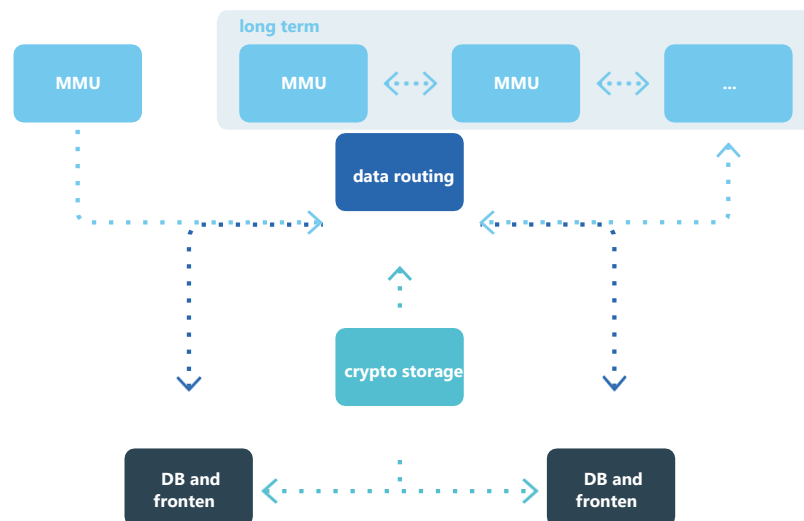 long term
MMU
MMU
MMU
...
data routing
crypto storage
DB and
fronten
DB and
fronten